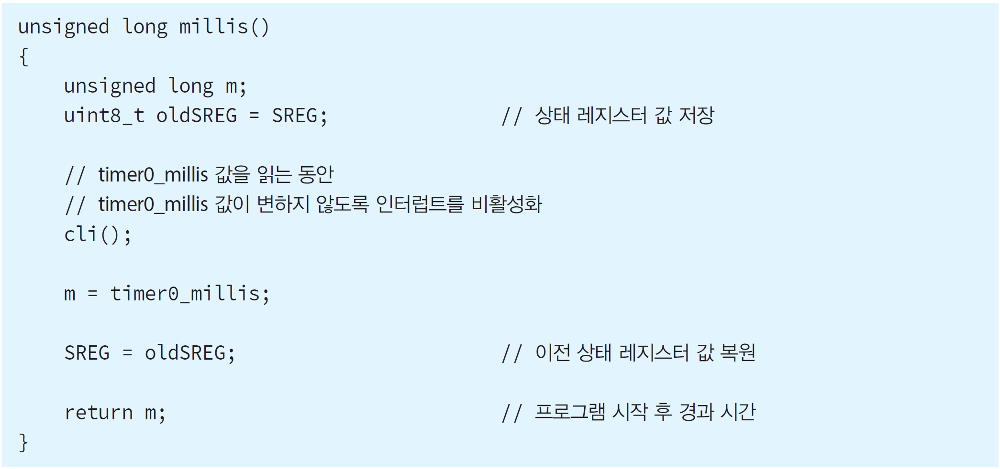 unsigned long millis()
{
    unsigned long m;
    uint8_t oldSREG = SREG; // 상태 레지스터 값 저장
    // timer0_millis 값을 읽는 동안
    // timer0_millis 값이 변하지 않도록 인터럽트를 비활성화
    cli();
    m = timer0_millis;
    SREG = oldSREG; // 이전 상태 레지스터 값 복원
    return m; // 프로그램 시작 후 경과 시간
}